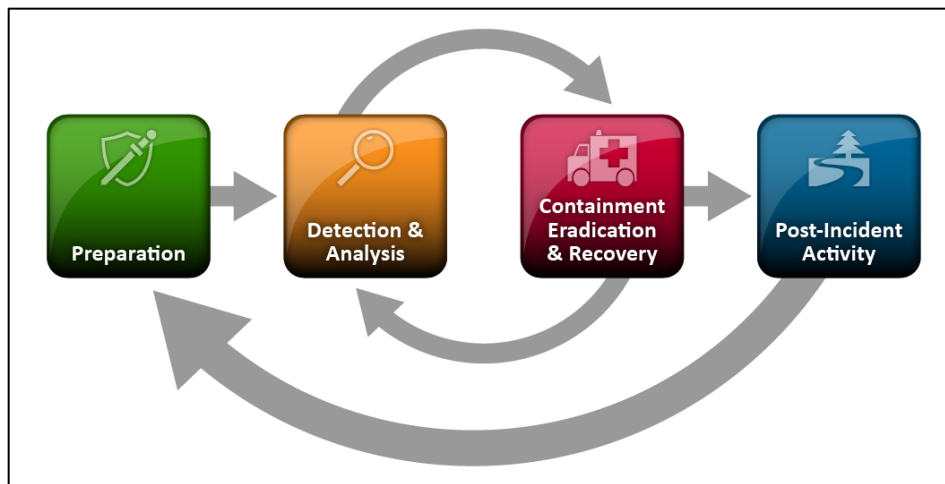 Preparation
Detection &
Analysis
Containment
Eradication
& Recovery
Post-Incident
Activity